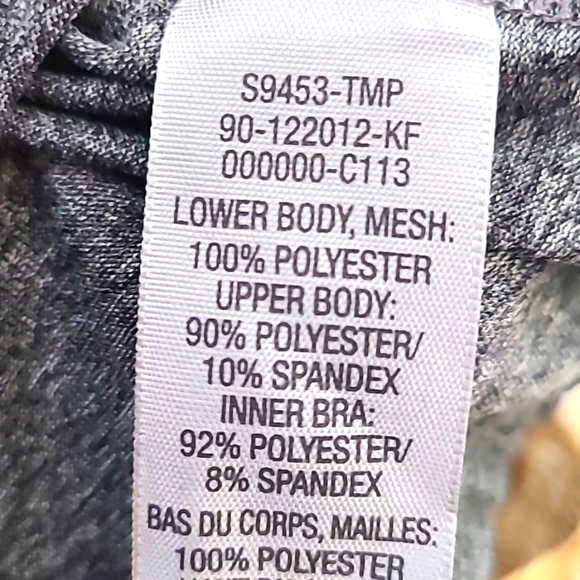 S9453-TMP
90-122012-KF
000000-C113
LOWER BODY, MESH:
100% POLYESTER
UPPER BODY:
90% POLYESTER/
10% SPANDEX
INNER BRA:
92% POLYESTER/
8% SPANDEX
BAS DU CORPS, MAILLES:
100% POLYESTER